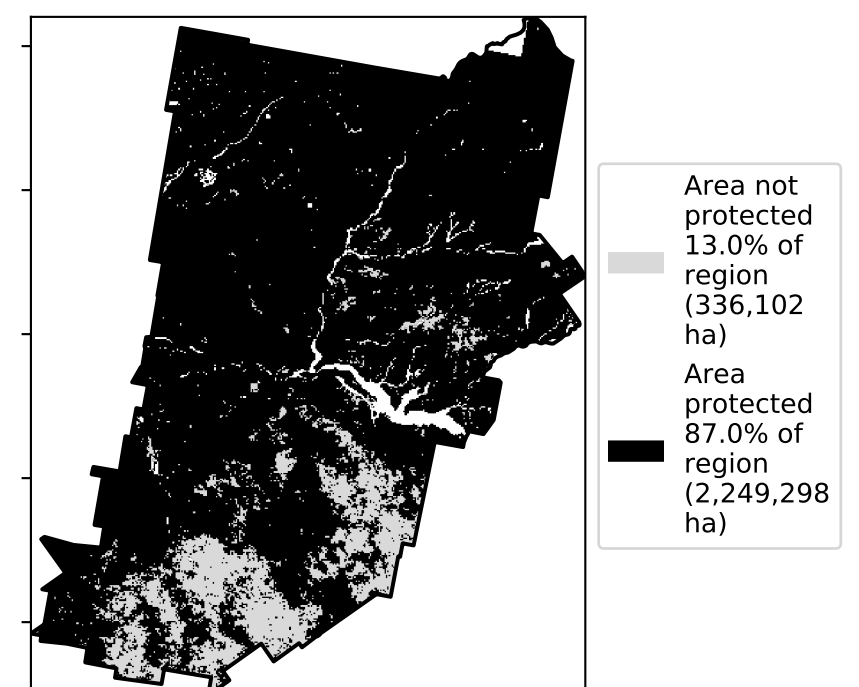 Area not
protected
13.0% of
region
(336,102
ha)
Area
protected
87.0% of
region
(2,249,298
ha)